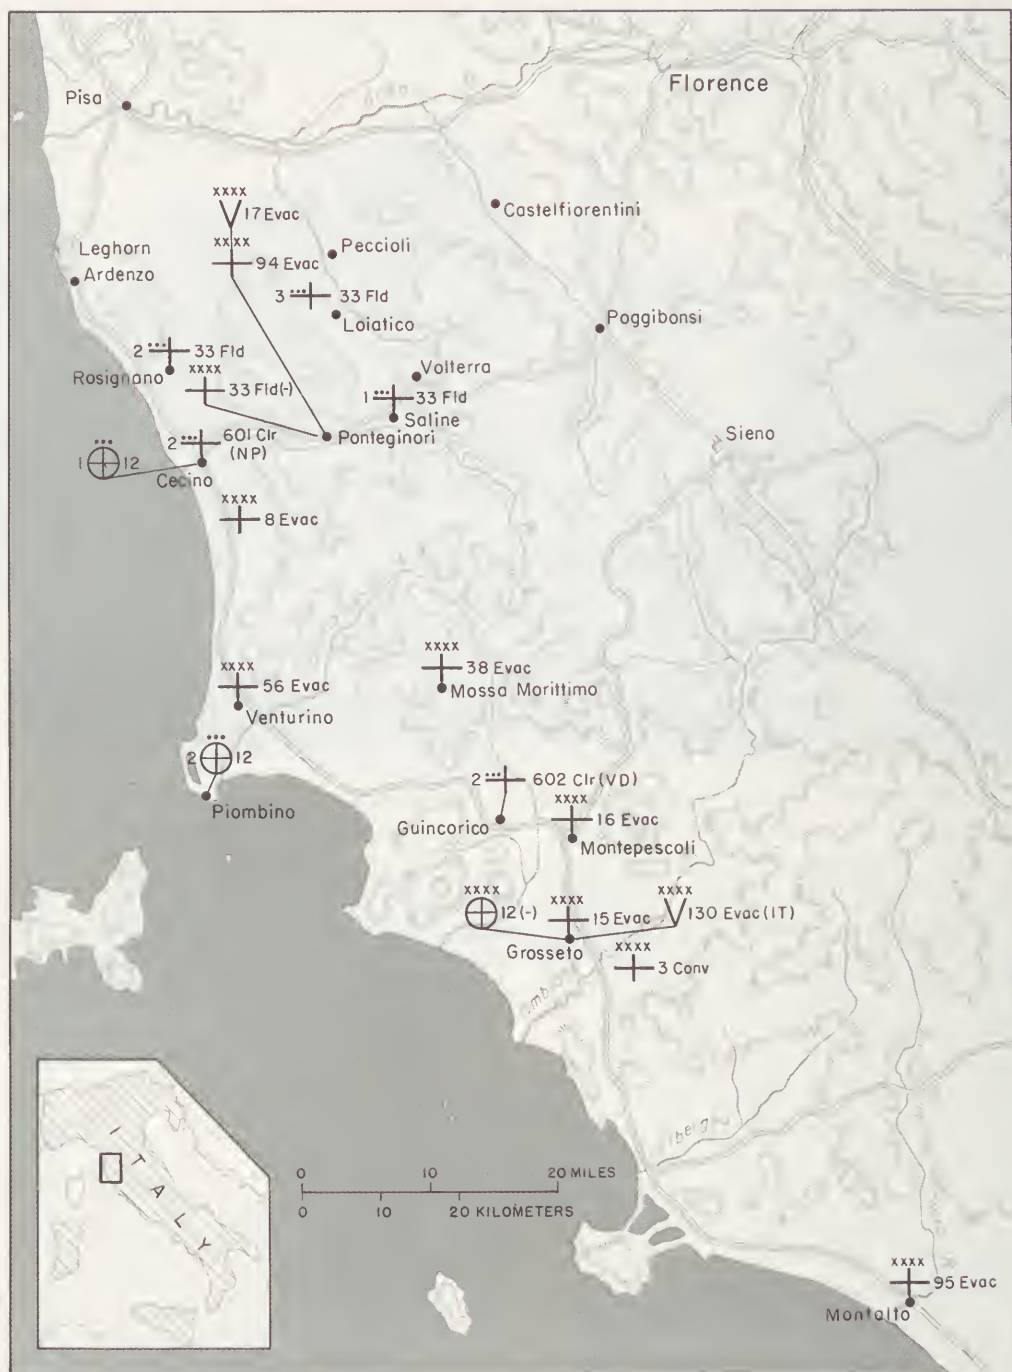 Florence
Arno
Pisa
XXXX
17 Evac
XXXX
94 Evac
Castelfiorentini
Peccioli
Leghorn
Ardenzo
3 ••• 33 Fld
Loiatico
Poggibonsi
2 ••• 33 Fld
Rosignano
XXXX
33 Fld(-)
Volterra
1 ••• 33 Fld
Saline
Ponteginori
Sieno
2 ••• 601 Clr
(NP)
•••
1 12
Cecino
XXXX
8 Evac
XXXX
38 Evac
Mossa Morittimo
XXXX
56 Evac
Venturino
•••
2 12
Piombino
2 ••• 602 Clr (VD)
Guincorico
XXXX
16 Evac
Montepescoli
XXXX
12(-)
XXXX
15 Evac
XXXX
130 Evac (IT)
Grosseto
XXXX
3 Conv
ITALY
0 10 20 MILES
0 10 20 KILOMETERS
XXXX
95 Evac
Montalto